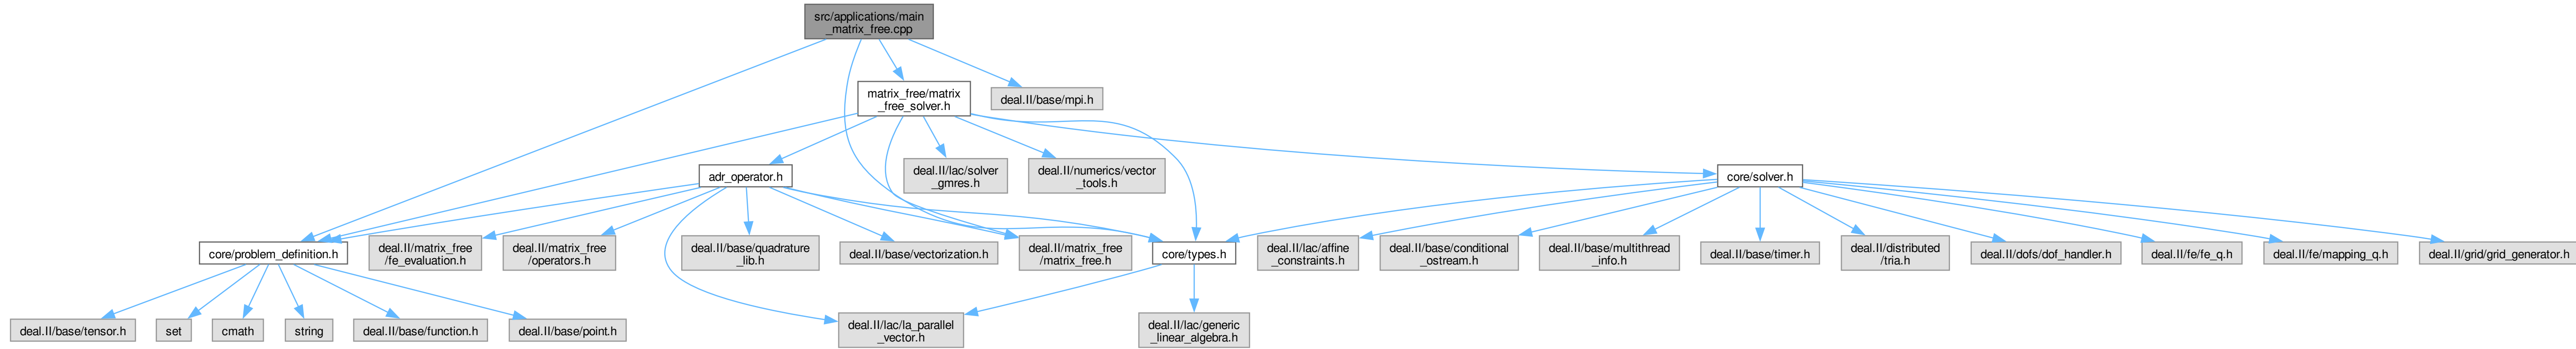 src/applications/main
_matrix_free.cpp
matrix_free/matrix
_free_solver.h
deal.II/base/mpi.h
adr_operator.h
deal.II/lac/solver
_gmres.h
deal.II/numerics/vector
_tools.h
core/solver.h
core/problem_definition.h
deal.II/matrix_free
/fe_evaluation.h
deal.II/matrix_free
/operators.h
deal.II/base/quadrature
_lib.h
deal.II/base/vectorization.h
deal.II/matrix_free
/matrix_free.h
core/types.h
deal.II/lac/affine
_constraints.h
deal.II/base/conditional
_ostream.h
deal.II/base/multithread
_info.h
deal.II/base/timer.h
deal.II/distributed
/tria.h
deal.II/dofs/dof_handler.h
deal.II/fe/fe_q.h
deal.II/fe/mapping_q.h
deal.II/grid/grid_generator.h
deal.II/base/tensor.h
set
cmath
string
deal.II/base/function.h
deal.II/base/point.h
deal.II/lac/la_parallel
_vector.h
deal.II/lac/generic
_linear_algebra.h